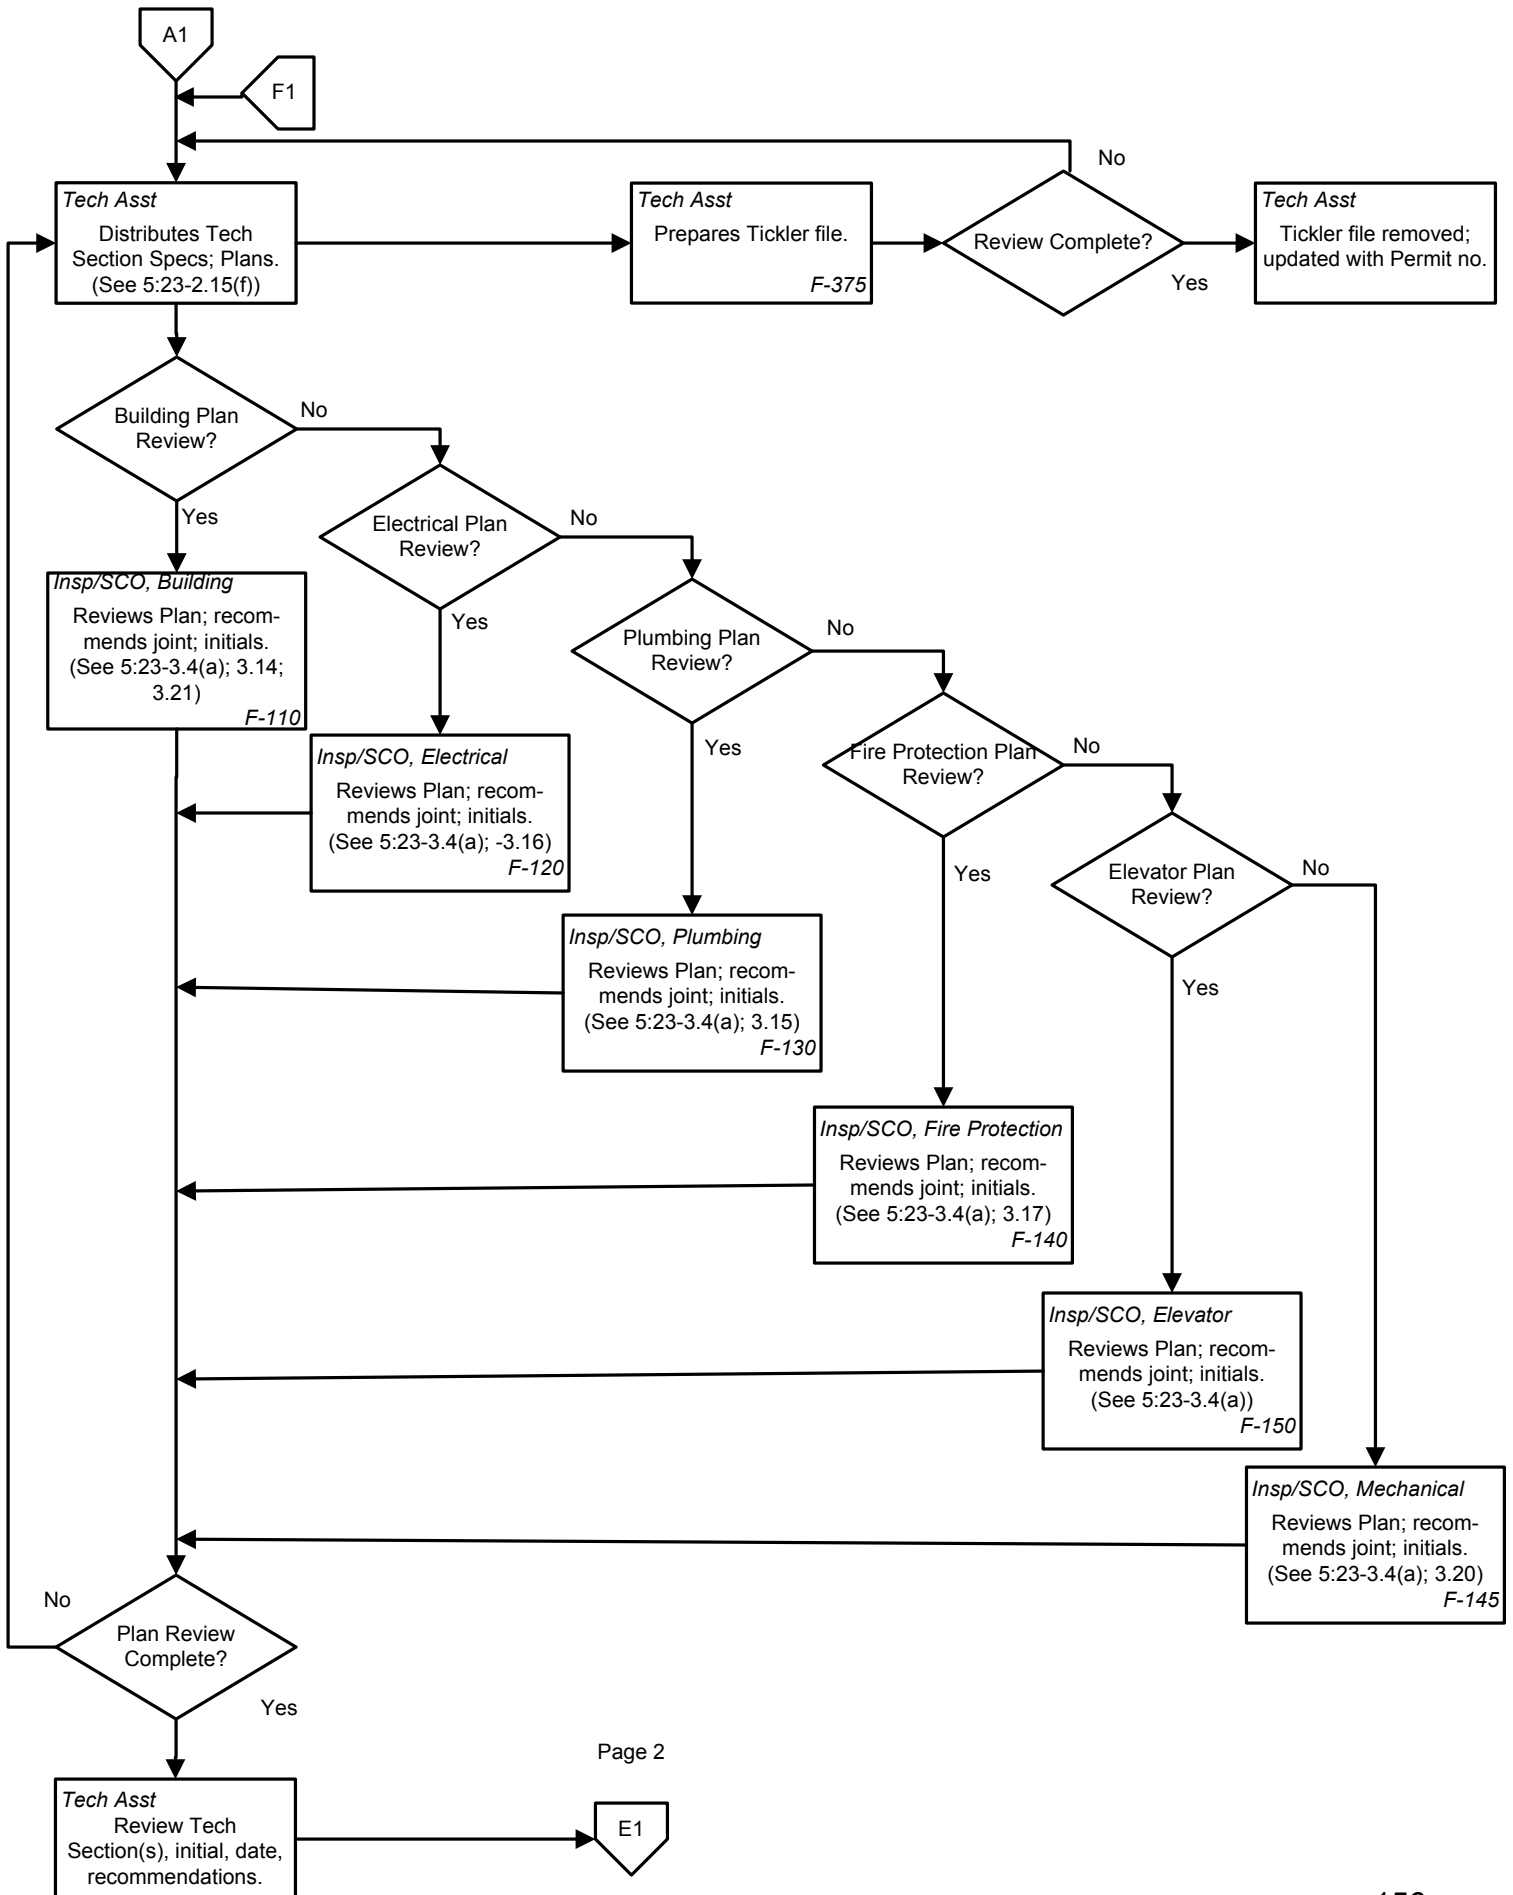 A1
F1
No
Tech Asst
Distributes Tech
Section Specs; Plans.
(See 5:23-2.15(f))
Tech Asst
Prepares Tickler file.
F-375
Review Complete?
Yes
Tech Asst
Tickler file removed;
updated with Permit no.
Building Plan
Review?
No
Yes
Electrical Plan
Review?
No
Yes
Insp/SCO, Building
Reviews Plan; recom-
mends joint; initials.
(See 5:23-3.4(a); 3.14;
3.21)
F-110
Plumbing Plan
Review?
No
Yes
Insp/SCO, Electrical
Reviews Plan; recom-
mends joint; initials.
(See 5:23-3.4(a); -3.16)
F-120
Fire Protection Plan
Review?
No
Yes
Elevator Plan
Review?
No
Yes
Insp/SCO, Plumbing
Reviews Plan; recom-
mends joint; initials.
(See 5:23-3.4(a); 3.15)
F-130
Insp/SCO, Fire Protection
Reviews Plan; recom-
mends joint; initials.
(See 5:23-3.4(a); 3.17)
F-140
Insp/SCO, Elevator
Reviews Plan; recom-
mends joint; initials.
(See 5:23-3.4(a))
F-150
Insp/SCO, Mechanical
Reviews Plan; recom-
mends joint; initials.
(See 5:23-3.4(a); 3.20)
F-145
No
Plan Review
Complete?
Yes
Page 2
Tech Asst
Review Tech
Section(s), initial, date,
recommendations.
E1